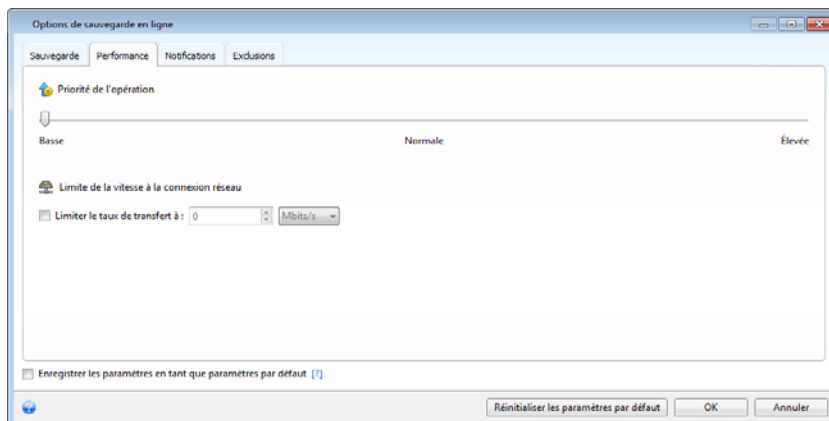 Options de sauvegarde en ligne
Sauvegarde Performance Notifications Exclusions
Priorité de l'opération
Basse Normale Élevée
Limite de la vitesse à la connexion réseau
Limiter le taux de transfert à : 0 Mbits/s
Enregistrer les paramètres en tant que paramètres par défaut [?]
Réinitialiser les paramètres par défaut OK Annuler